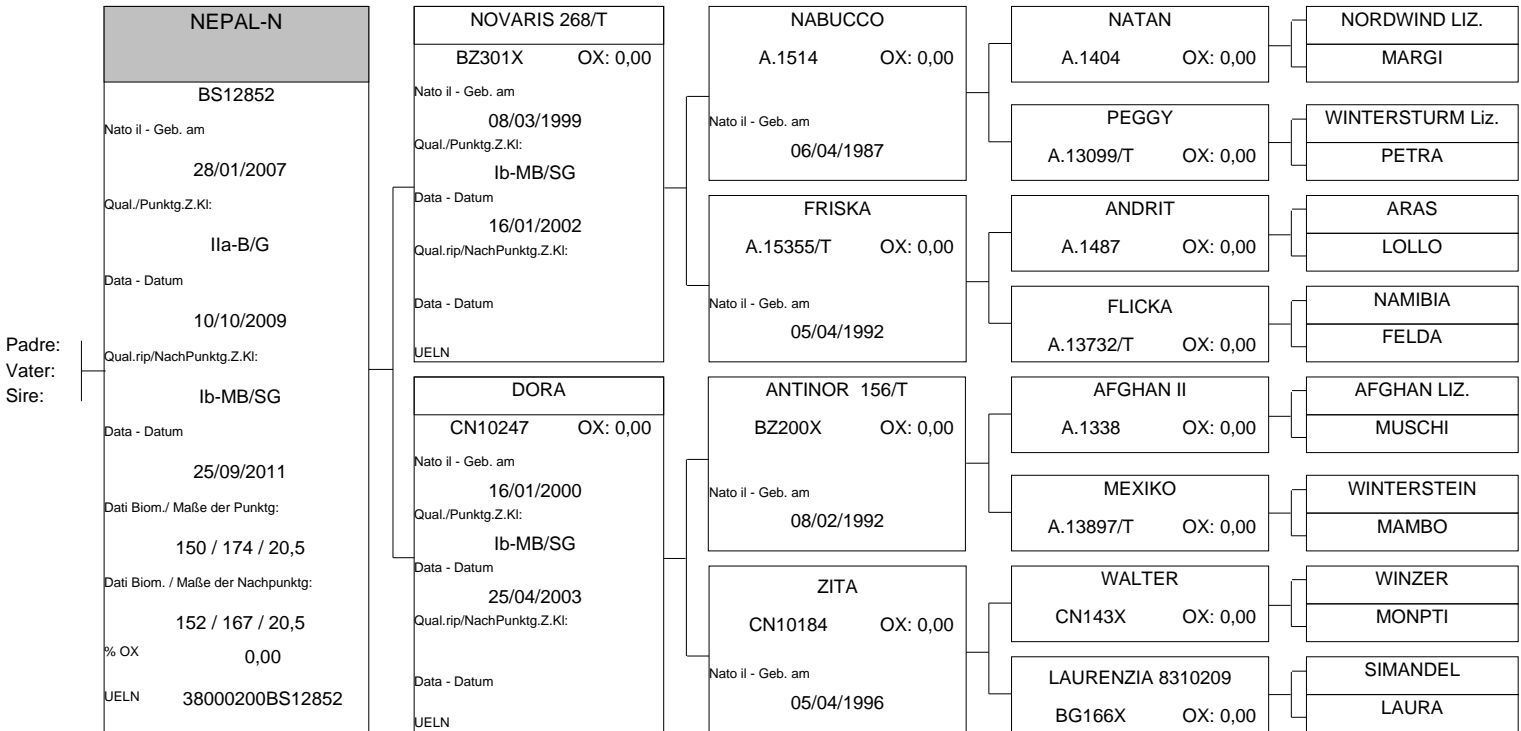 Padre:
Vater:
Sire:
NEPAL-N
BS12852
Nato il - Geb. am
28/01/2007
Qual./Punktg.Z.Kl:
IIa-B/G
Data - Datum
10/10/2009
Qual.rip/NachPunktg.Z.Kl:
Ib-MB/SG
Data - Datum
25/09/2011
Dati Biom./ Maße der Punktg:
150 / 174 / 20,5
Dati Biom. / Maße der Nachpunktg:
152 / 167 / 20,5
% OX 0,00
UELN 38000200BS12852
NOVARIS 268/T
BZ301X OX: 0,00
Nato il - Geb. am
08/03/1999
Qual./Punktg.Z.Kl:
Ib-MB/SG
Data - Datum
16/01/2002
Qual.rip/NachPunktg.Z.Kl:
Data - Datum
UELN
DORA
CN10247 OX: 0,00
Nato il - Geb. am
16/01/2000
Qual./Punktg.Z.Kl:
Ib-MB/SG
Data - Datum
25/04/2003
Qual.rip/NachPunktg.Z.Kl:
Data - Datum
UELN
NABUCCO
A.1514 OX: 0,00
Nato il - Geb. am
06/04/1987
FRISKA
A.15355/T OX: 0,00
Nato il - Geb. am
05/04/1992
ANTINOR 156/T
BZ200X OX: 0,00
Nato il - Geb. am
08/02/1992
ZITA
CN10184 OX: 0,00
Nato il - Geb. am
05/04/1996
NATAN
A.1404 OX: 0,00
PEGGY
A.13099/T OX: 0,00
ANDRIT
A.1487 OX: 0,00
FLICKA
A.13732/T OX: 0,00
AFGHAN II
A.1338 OX: 0,00
MEXIKO
A.13897/T OX: 0,00
WALTER
CN143X OX: 0,00
LAURENZIA 8310209
BG166X OX: 0,00
NORDWIND LIZ.
MARGI
WINTERSTURM Liz.
PETRA
ARAS
LOLLO
NAMIBIA
FELDA
AFGHAN LIZ.
MUSCHI
WINTERSTEIN
MAMBO
WINZER
MONPTI
SIMANDEL
LAURA